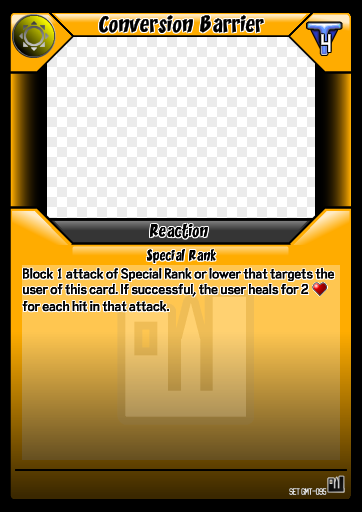 Conversion Barrier
4
Reaction
Special Rank
Block 1 attack of Special Rank or lower that targets the
user of this card. If successful, the user heals for 2
for each hit in that attack.
SET GMT-095